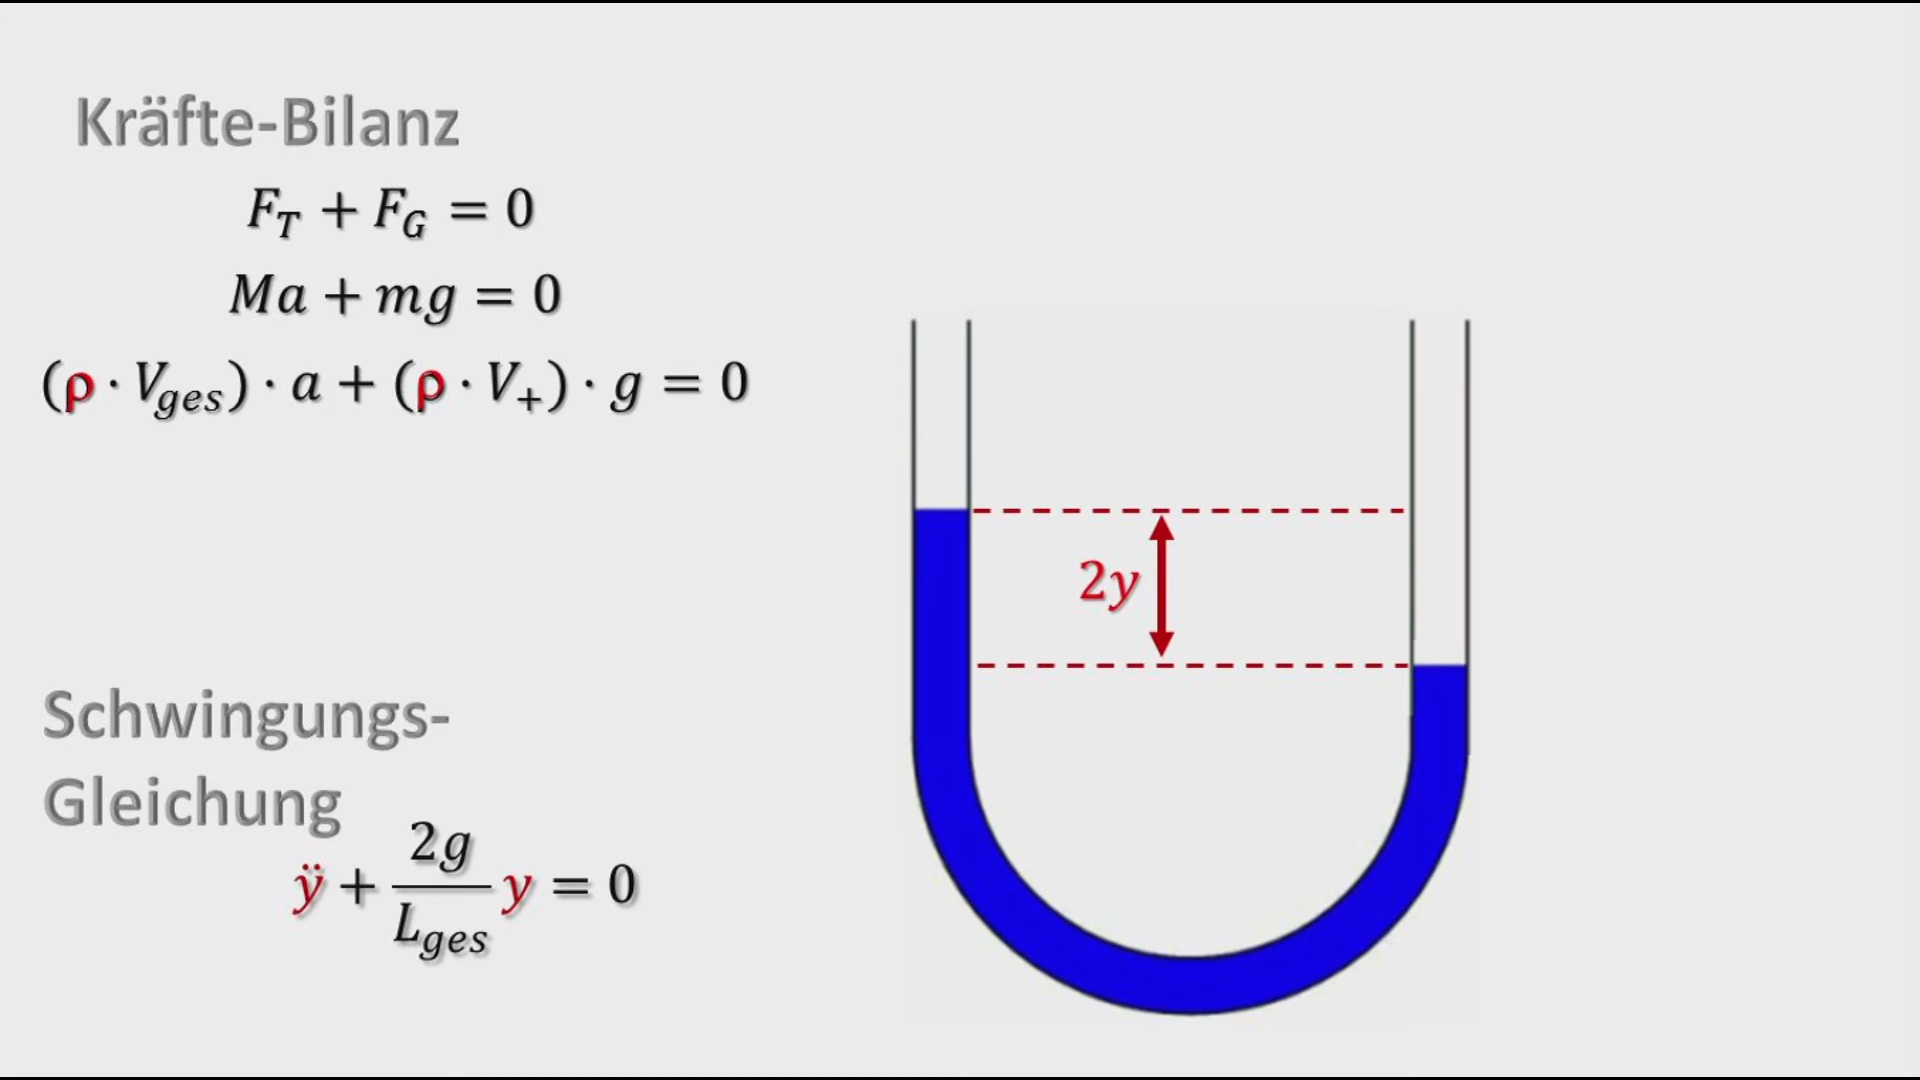 Kräfte-Bilanz
F_T + F_G = 0
Ma + mg = 0
(ρ · V_ges) · a + (ρ · V_+) · g = 0
2y
Schwingungs-
Gleichung
ÿ + 2g/L_ges y = 0